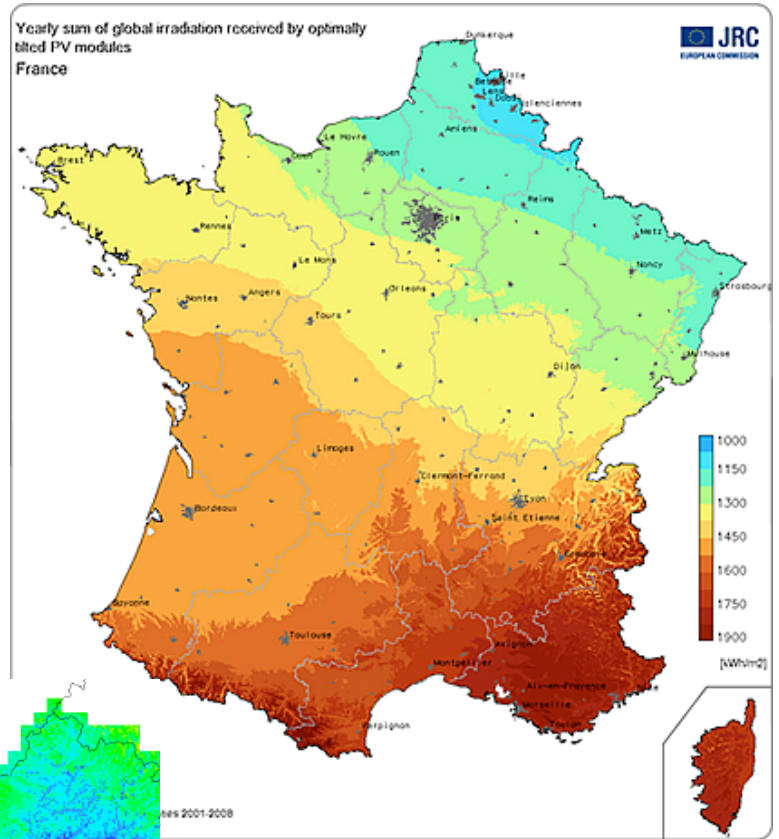 Yearly sum of global irradiation received by optimally
tilted PV modules
France
JRC
EUROPEAN COMMISSION
Dunkerque
Lille
Lens
Valenciennes
Amiens
Le Havre
Rouen
Caen
Reims
Paris
Metz
Brest
Nancy
Rennes
Strasbourg
Le Mans
Orleans
Angers
Nantes
Tours
Mulhouse
Dijon
Limoges
Clermont-Ferrand
Lyon
Saint Etienne
Bordeaux
Grenoble
Bayonne
Toulouse
Avignon
Montpellier
Aix-en-Provence
Marseille
Toulon
Perpignan
1000
1150
1300
1450
1600
1750
1900
[kWh/m2]
2001-2008